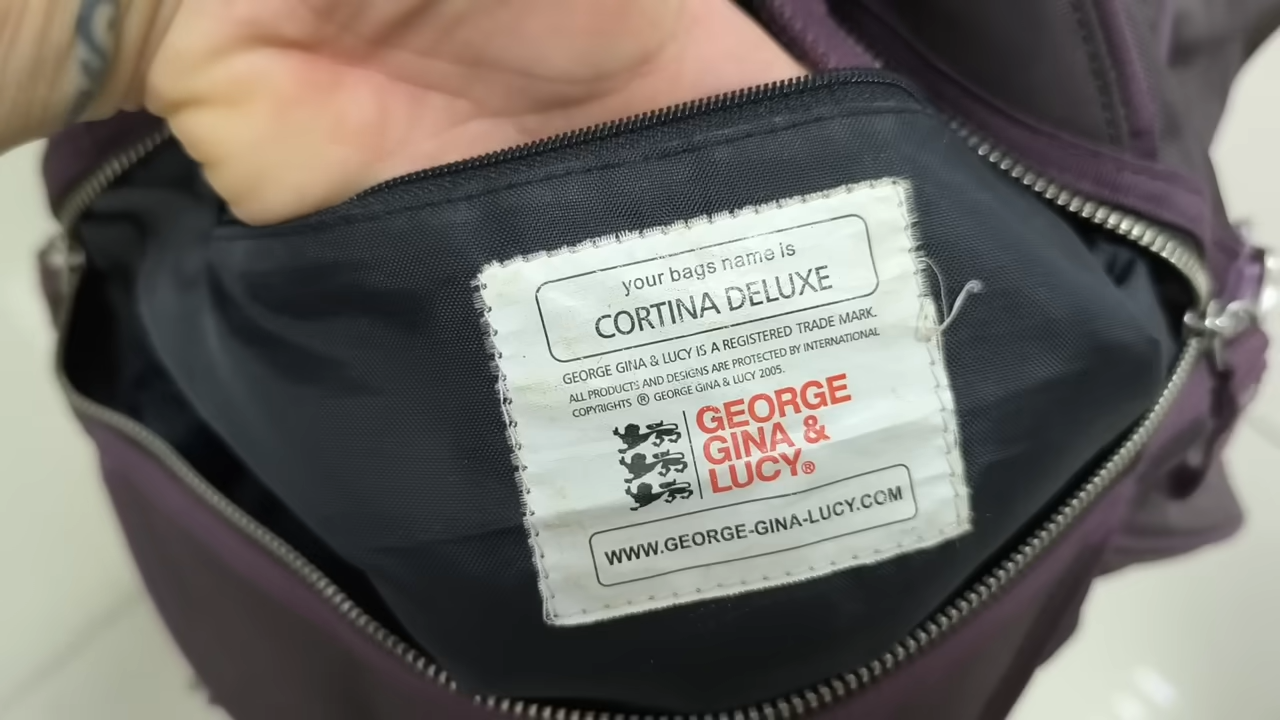 your bags name is
CORTINA DELUXE
GEORGE GINA & LUCY IS A REGISTERED TRADE MARK.
ALL PRODUCTS AND DESIGNS ARE PROTECTED BY INTERNATIONAL
COPYRIGHTS ® GEORGE GINA & LUCY 2005.
GEORGE
GINA &
LUCY®
WWW.GEORGE-GINA-LUCY.COM